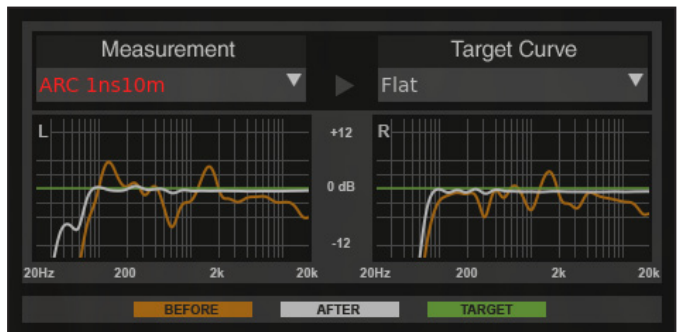 Measurement
Target Curve
ARC 1ns10m
Flat
L
+12
R
0 dB
-12
20Hz 200 2k 20k
20Hz 200 2k 20k
BEFORE AFTER TARGET